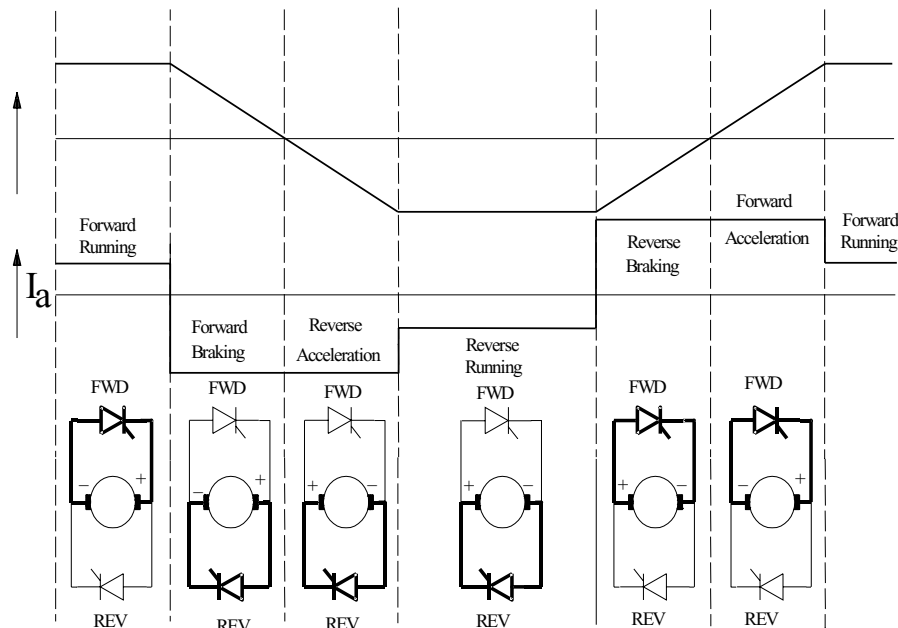 Forward
Running
Forward
Acceleration
Forward
Running
Reverse
Braking
I a
Forward
Braking
Reverse
Acceleration
Reverse
Running
FWD
FWD
FWD
FWD
FWD
FWD
− +
− +
+ −
+ −
+ −
− +
REV
REV
REV
REV
REV
REV